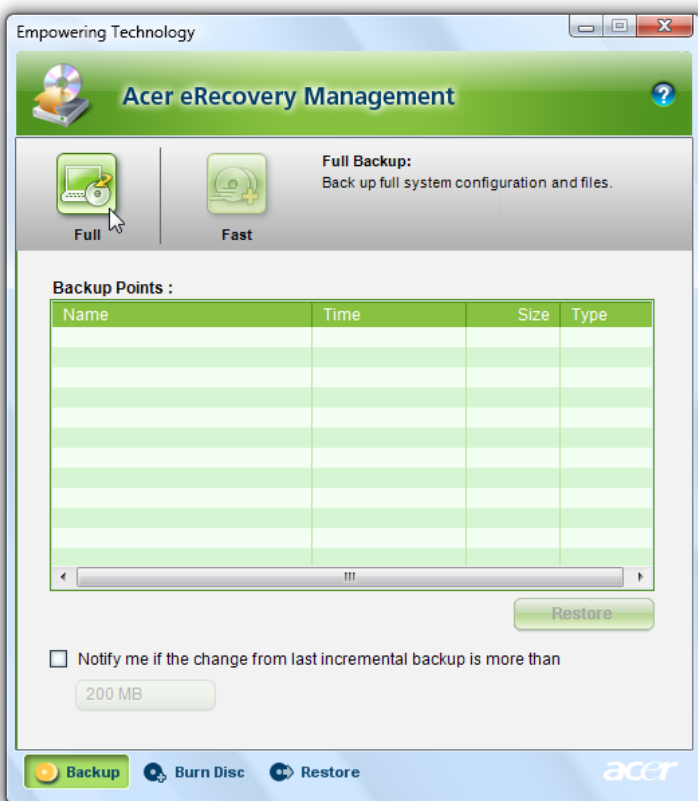 Empowering Technology
Acer eRecovery Management
Full Backup:
Back up full system configuration and files.
Full
Fast
Backup Points :
Name Time Size Type
Restore
Notify me if the change from last incremental backup is more than
200 MB
Backup Burn Disc Restore acer